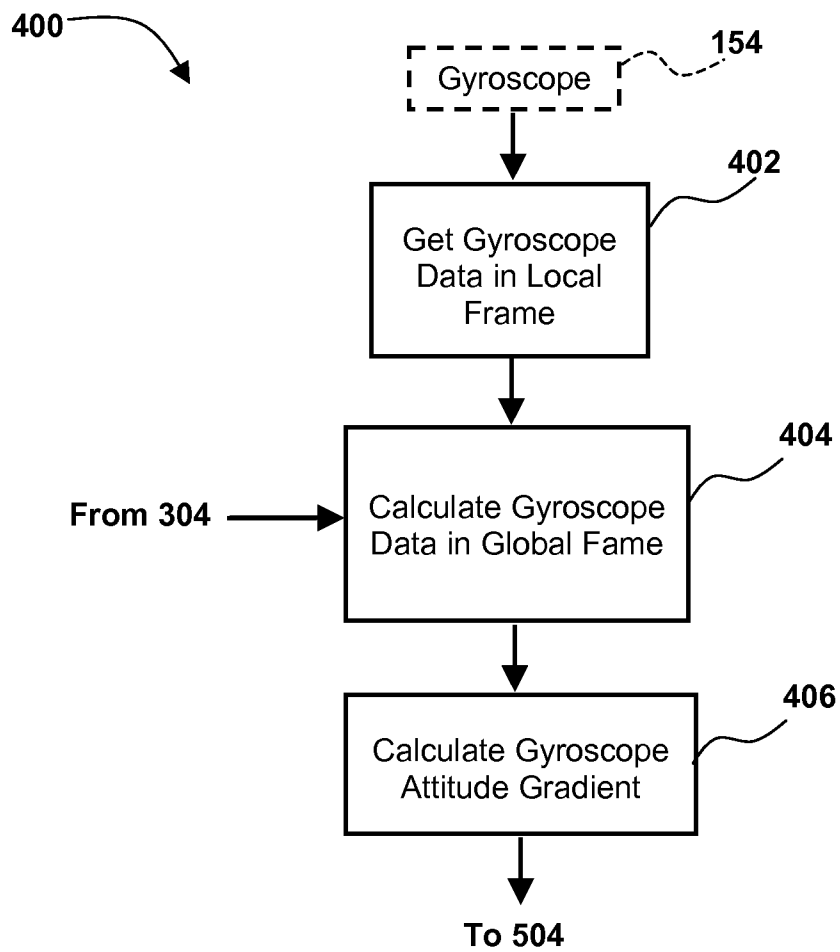 400
154
Gyroscope
402
Get Gyroscope
Data in Local
Frame
404
From 304
Calculate Gyroscope
Data in Global Fame
406
Calculate Gyroscope
Attitude Gradient
To 504